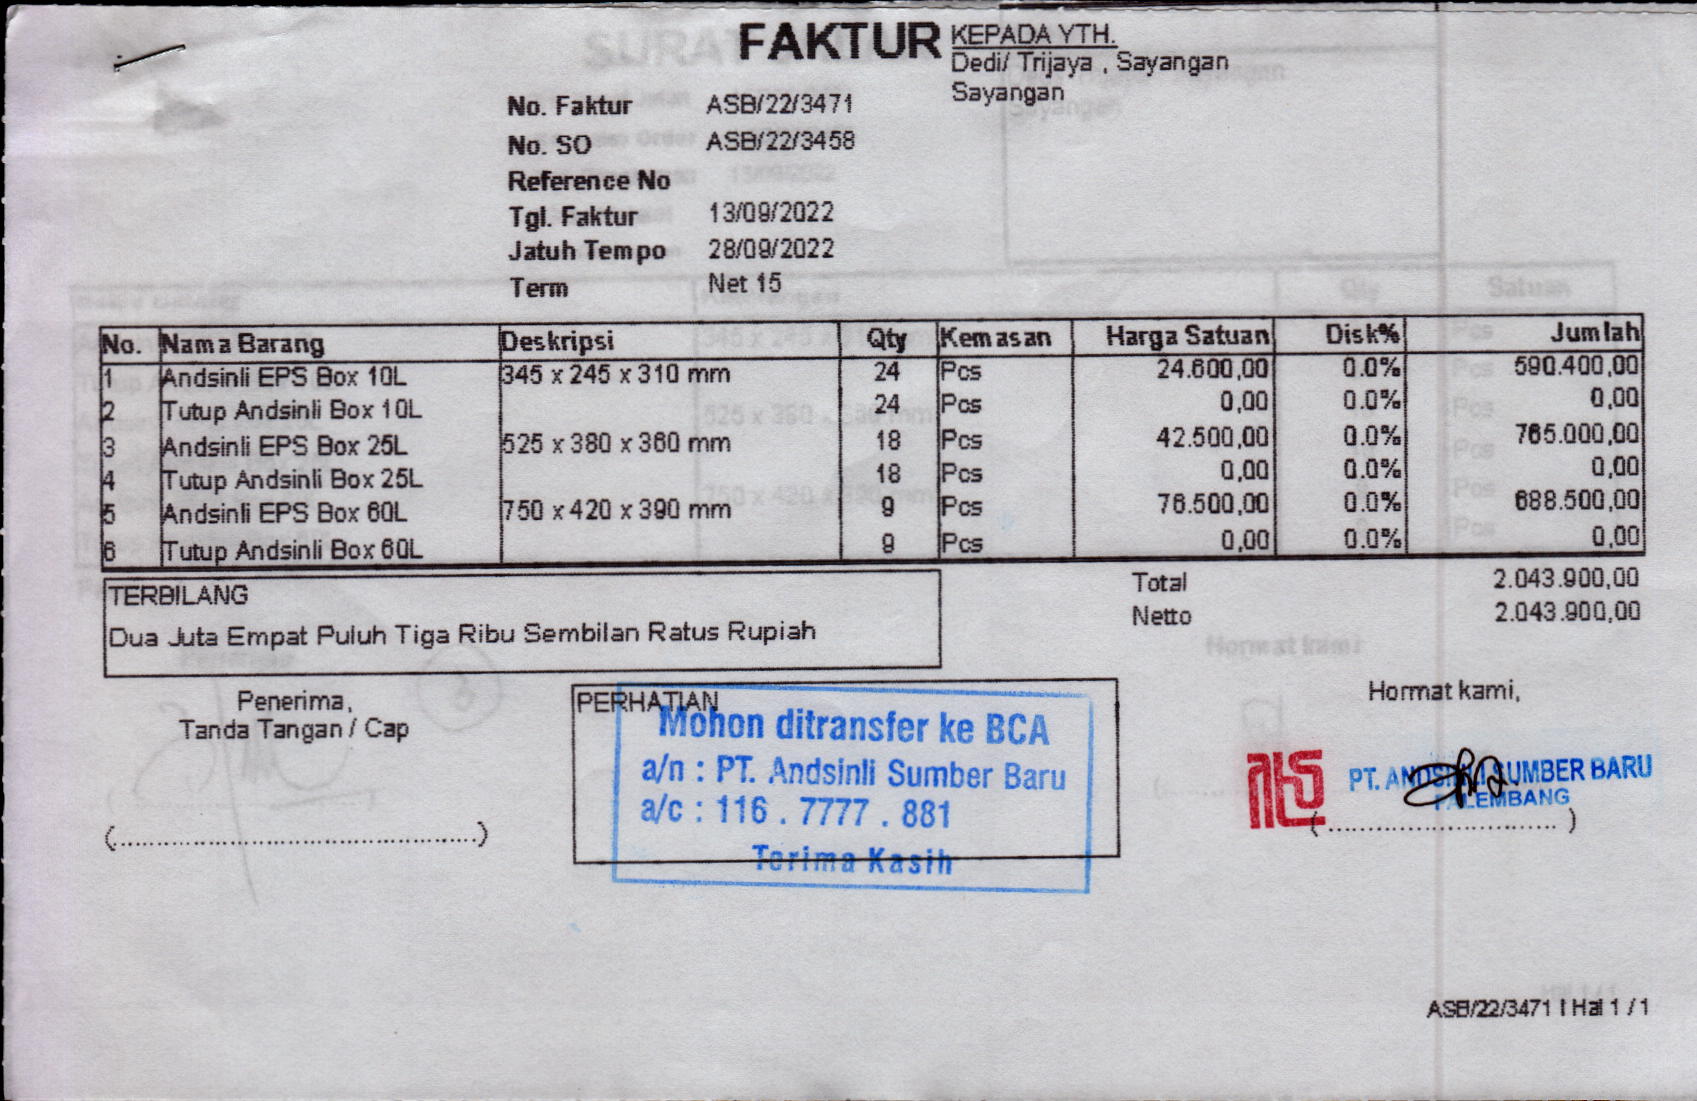 FAKTUR
KEPADA YTH.
Dedi/ Trijaya , Sayangan
Sayangan
No. Faktur ASB/22/3471
No. SO ASB/22/3458
Reference No
Tgl. Faktur 13/09/2022
Jatuh Tempo 28/09/2022
Term Net 15
No. Nama Barang Deskripsi Qty Kemasan Harga Satuan Disk% Jumlah
1 Andsinli EPS Box 10L 345 x 245 x 310 mm 24 Pcs 24.600,00 0.0% 590.400,00
2 Tutup Andsinli Box 10L 24 Pcs 0,00 0.0% 0,00
3 Andsinli EPS Box 25L 525 x 380 x 360 mm 18 Pcs 42.500,00 0.0% 765.000,00
4 Tutup Andsinli Box 25L 18 Pcs 0,00 0.0% 0,00
5 Andsinli EPS Box 60L 750 x 420 x 390 mm 9 Pcs 76.500,00 0.0% 688.500,00
6 Tutup Andsinli Box 60L 9 Pcs 0,00 0.0% 0,00
Total 2.043.900,00
Netto 2.043.900,00
TERBILANG
Dua Juta Empat Puluh Tiga Ribu Sembilan Ratus Rupiah
Penerima,
Tanda Tangan / Cap
(..................................................)
PERHATIAN
Mohon ditransfer ke BCA
a/n : PT. Andsinli Sumber Baru
a/c : 116 . 7777 . 881
Terima Kasih
Hormat kami,
PT. ANDSINLI SUMBER BARU
PALEMBANG
(..............................)
ASB/22/3471 I Hal 1 / 1